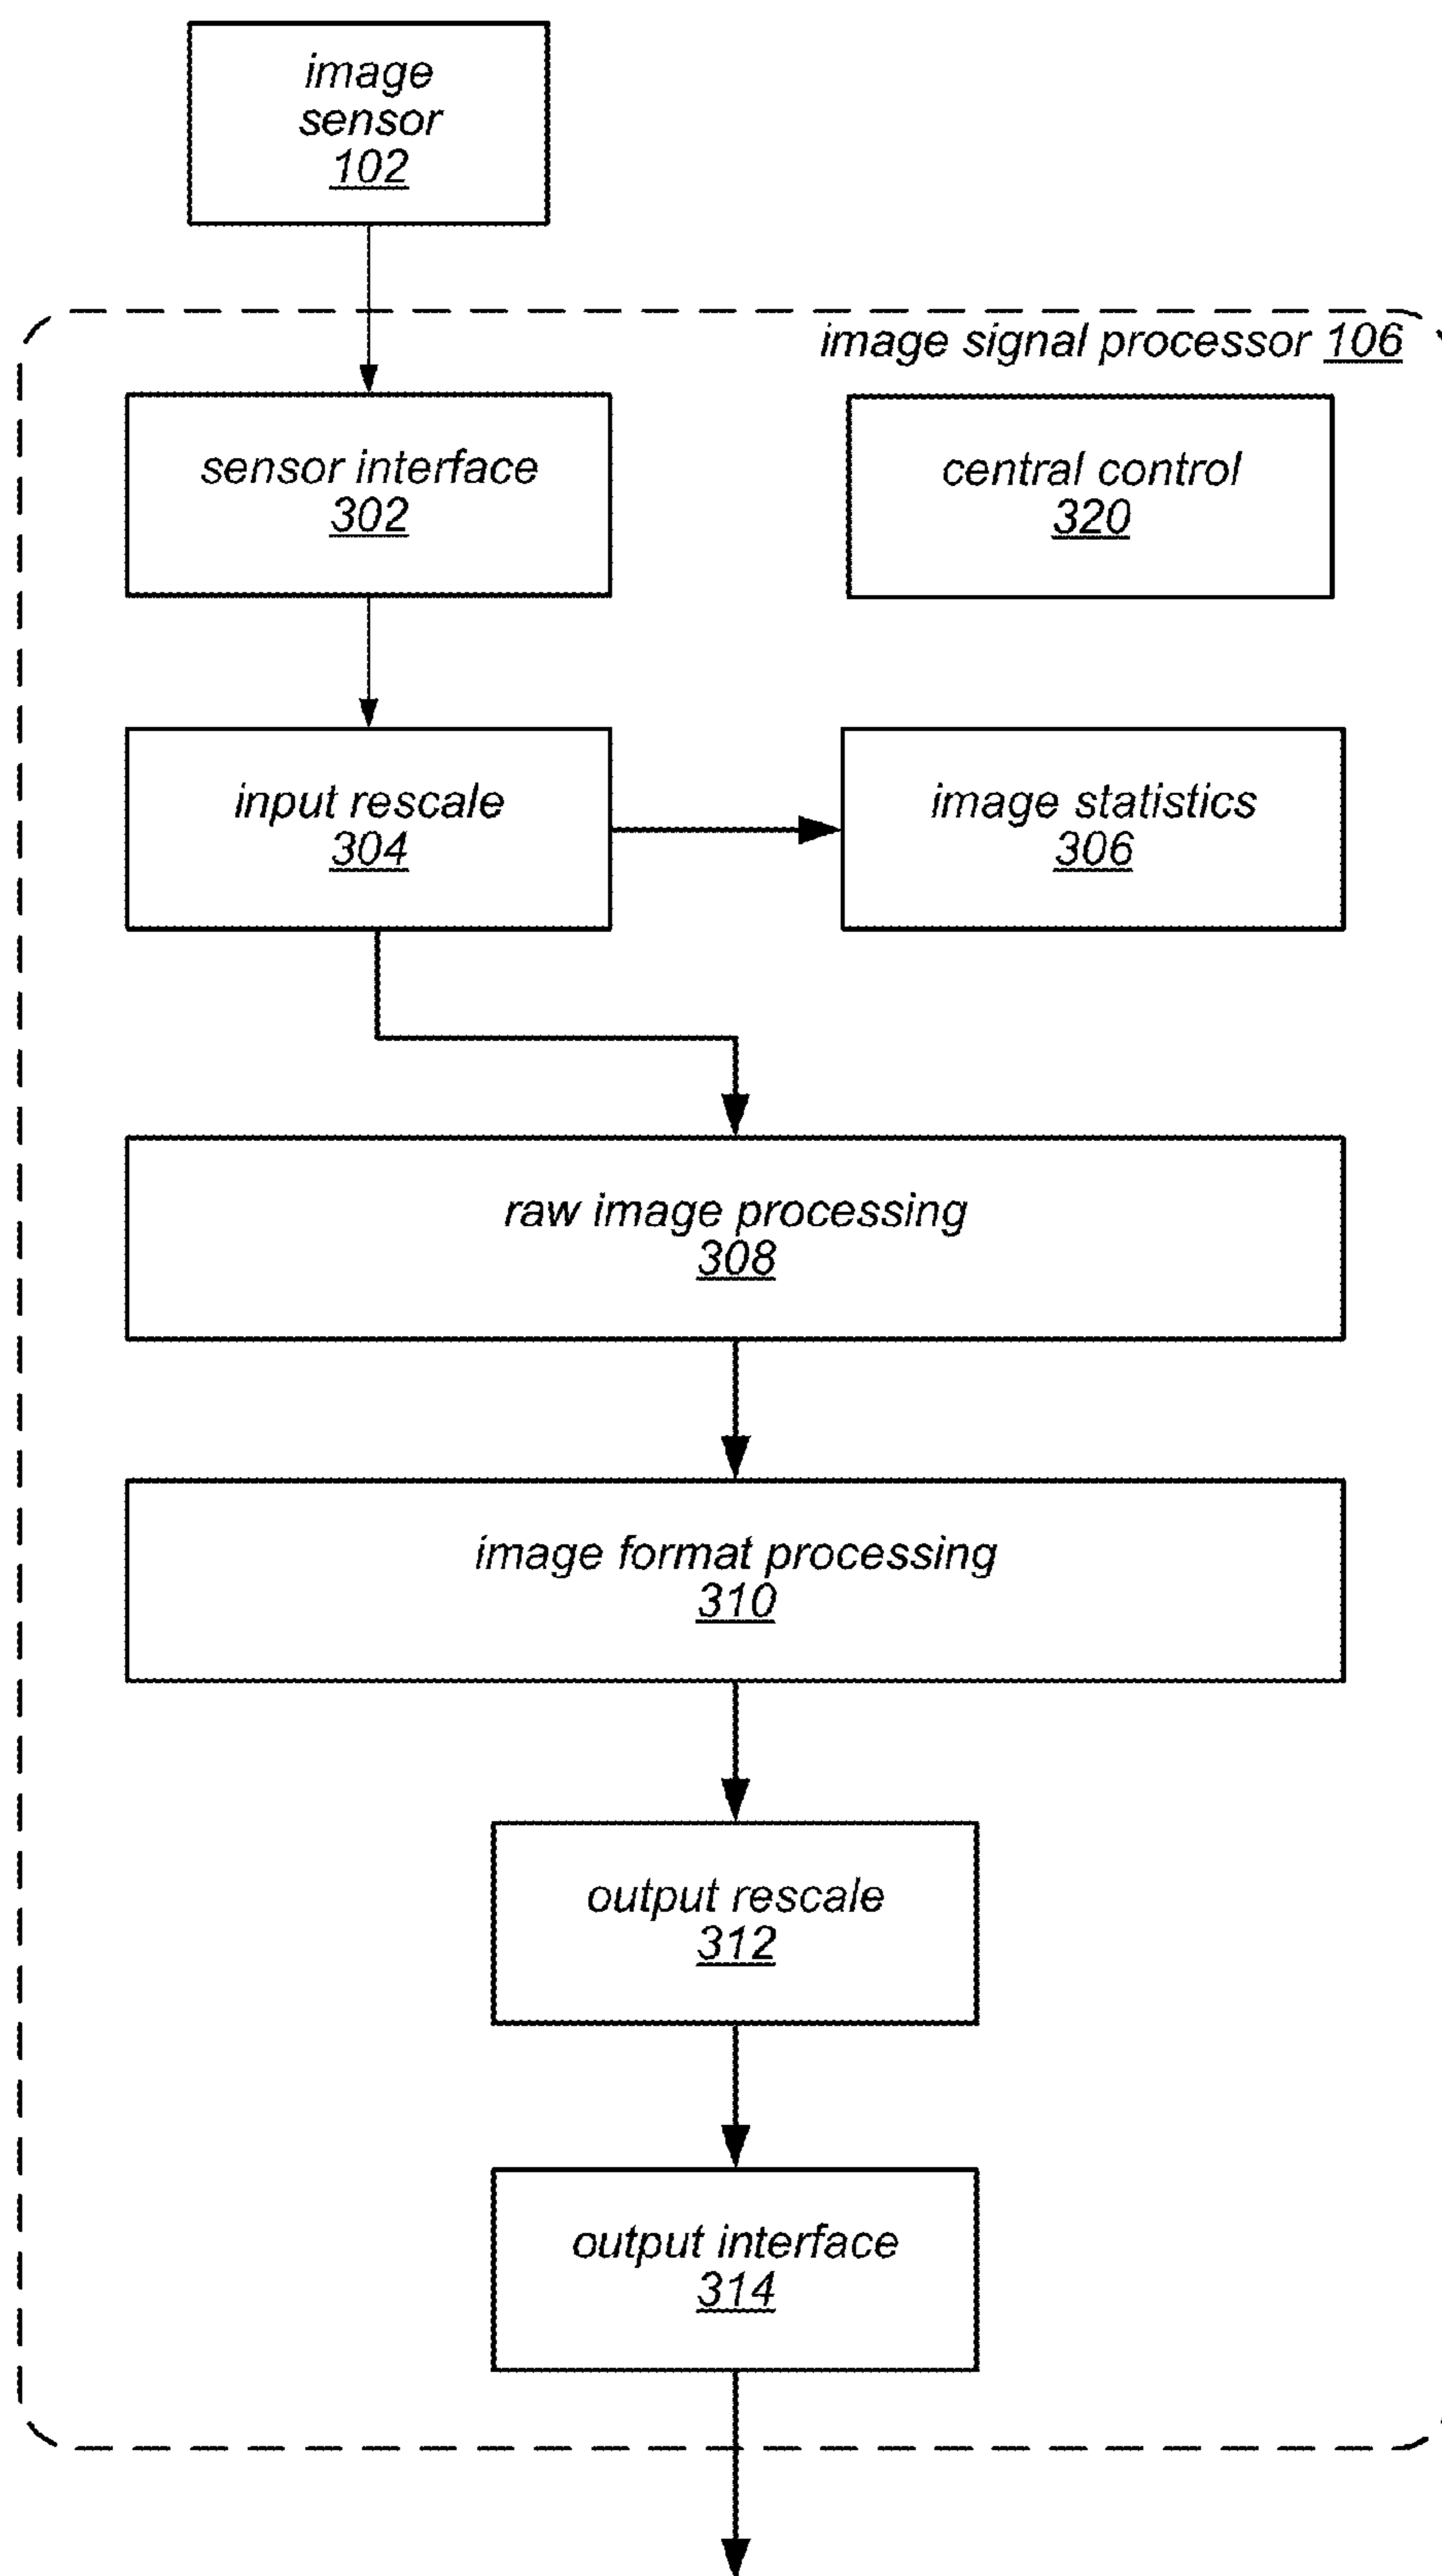 image
sensor
102
image signal processor 106
sensor interface
302
central control
320
input rescale
304
image statistics
306
raw image processing
308
image format processing
310
output rescale
312
output interface
314